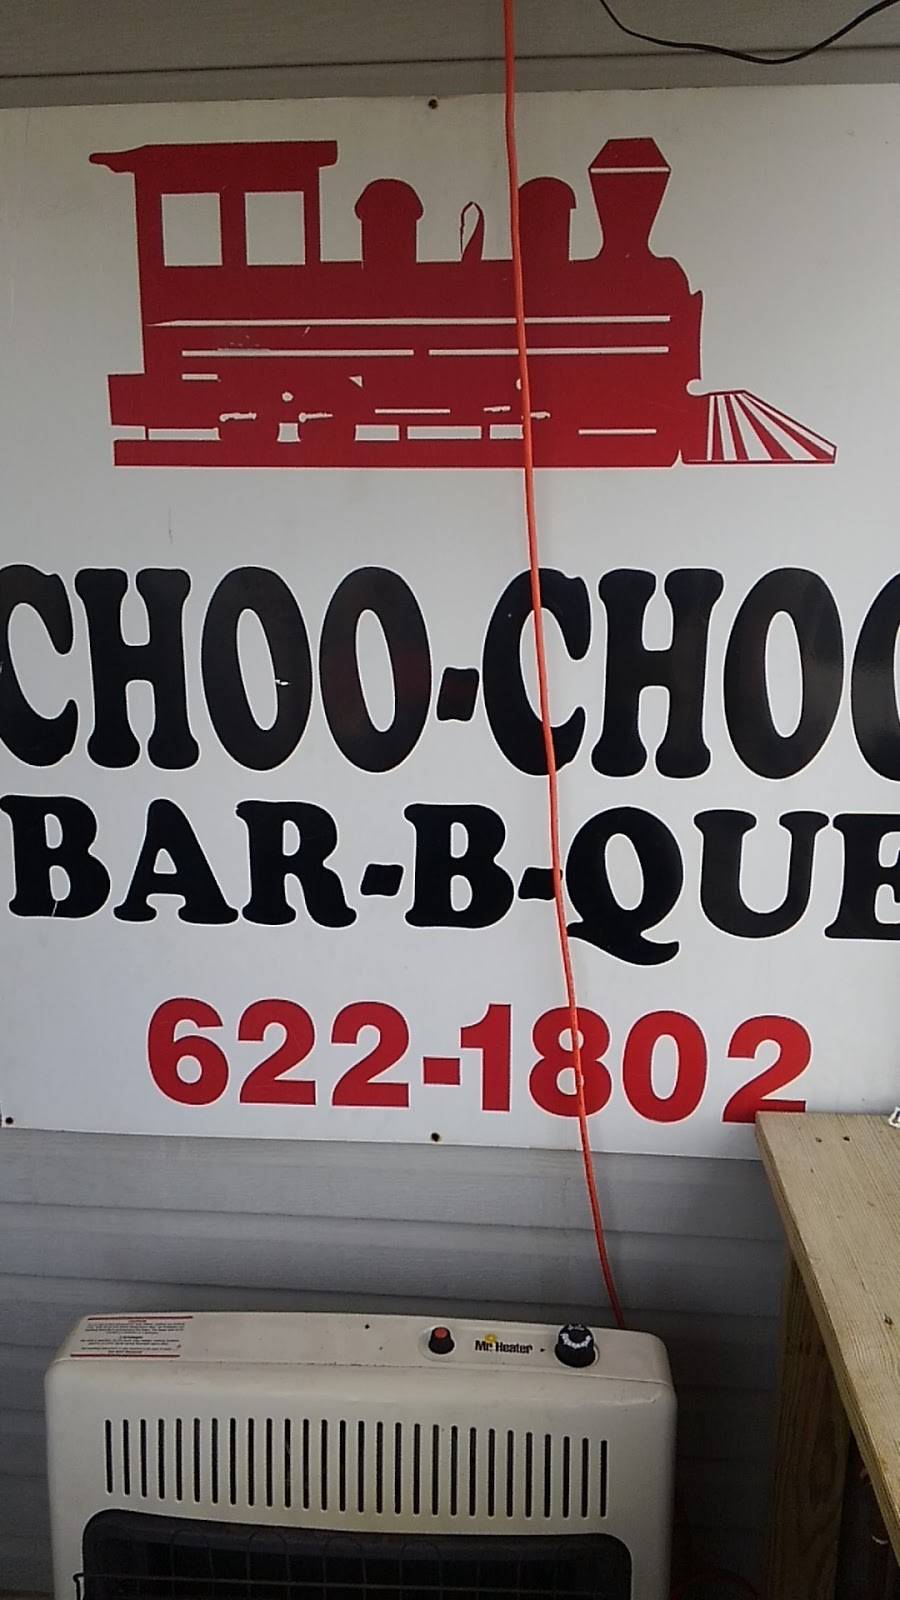 CHOO-CHOO
BAR-B-QUE
622-1802
Mr. Heater